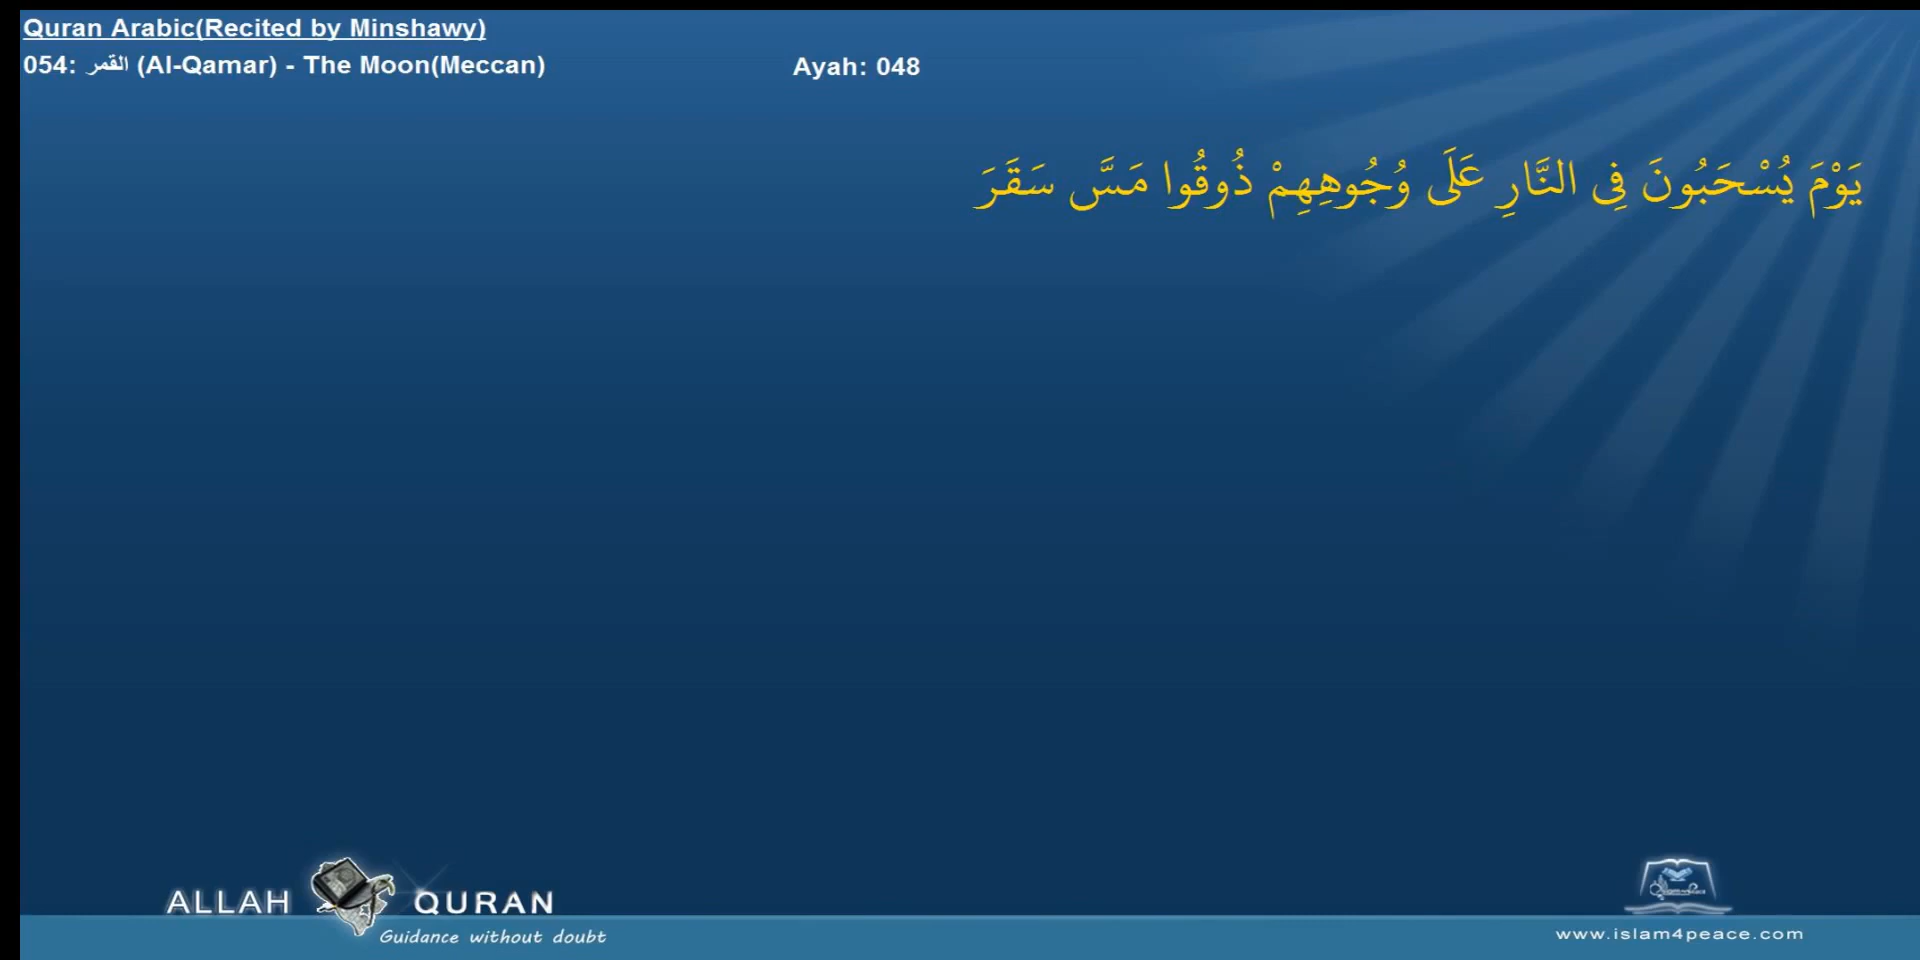 Quran Arabic(Recited by Minshawy)
054: القمر (Al-Qamar) - The Moon(Meccan)
Ayah: 048
يَوْمَ يُسْحَبُونَ فِى النَّارِ عَلَى وُجُوهِهِمْ ذُوقُوا مَسَّ سَقَرَ
ALLAH QURAN
Guidance without doubt
www.islam4peace.com